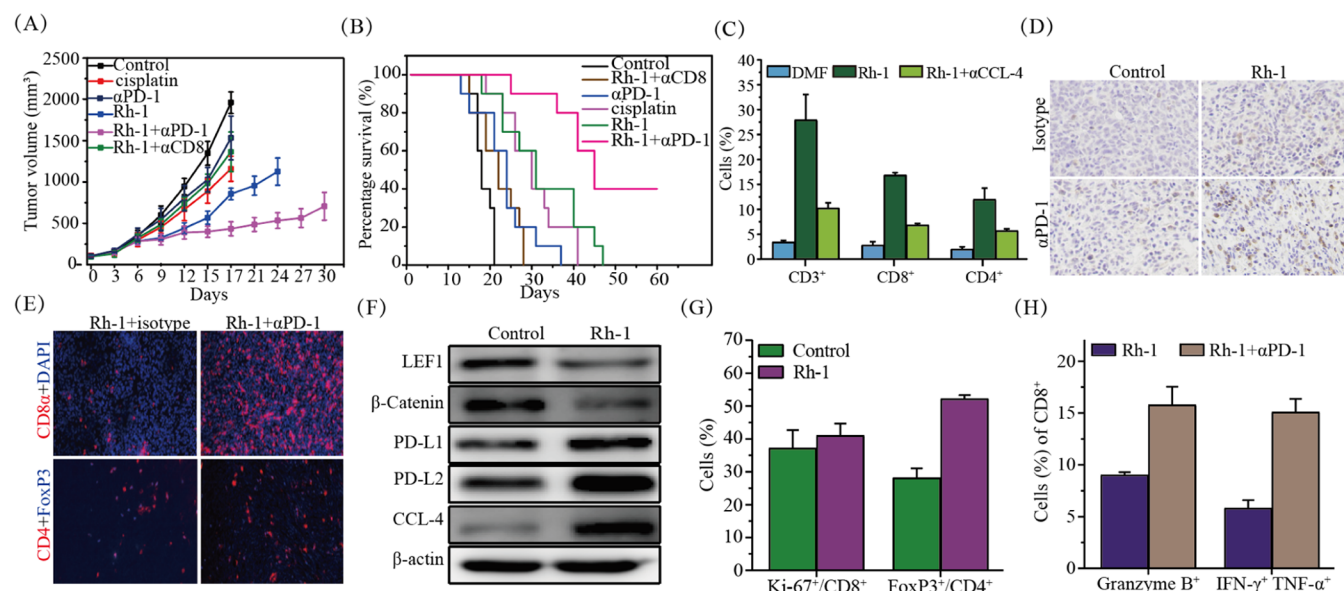 (A)
Tumor volume (mm³)
2500
2000
1500
1000
500
0
Control
cisplatin
αPD-1
Rh-1
Rh-1+αPD-1
Rh-1+αCD8
0 3 6 9 12 15 18 17 24 27 30
Days
(B)
Percentage survival (%)
100
80
60
40
20
0
Control
Rh-1+αCD8
αPD-1
cisplatin
Rh-1
Rh-1+αPD-1
0 10 20 30 40 50 60
Days
(C)
Cells (%)
40
35
30
25
20
15
10
5
0
DMF Rh-1 Rh-1+αCCL-4
CD3⁺ CD8⁺ CD4⁺
(D)
Control Rh-1
Isotype
αPD-1
(E)
Rh-1+isotype Rh-1+αPD-1
CD8α+DAPI
CD4+FoxP3
(F)
Control Rh-1
LEF1
β-Catenin
PD-L1
PD-L2
CCL-4
β-actin
(G)
Cells (%)
70
60
50
40
30
20
10
0
Control
Rh-1
Ki-67⁺/CD8⁺ FoxP3⁺/CD4⁺
(H)
Cells (%) of CD8⁺
20
15
10
5
0
Rh-1 Rh-1+αPD-1
Granzyme B⁺ IFN-γ⁺ TNF-α⁺